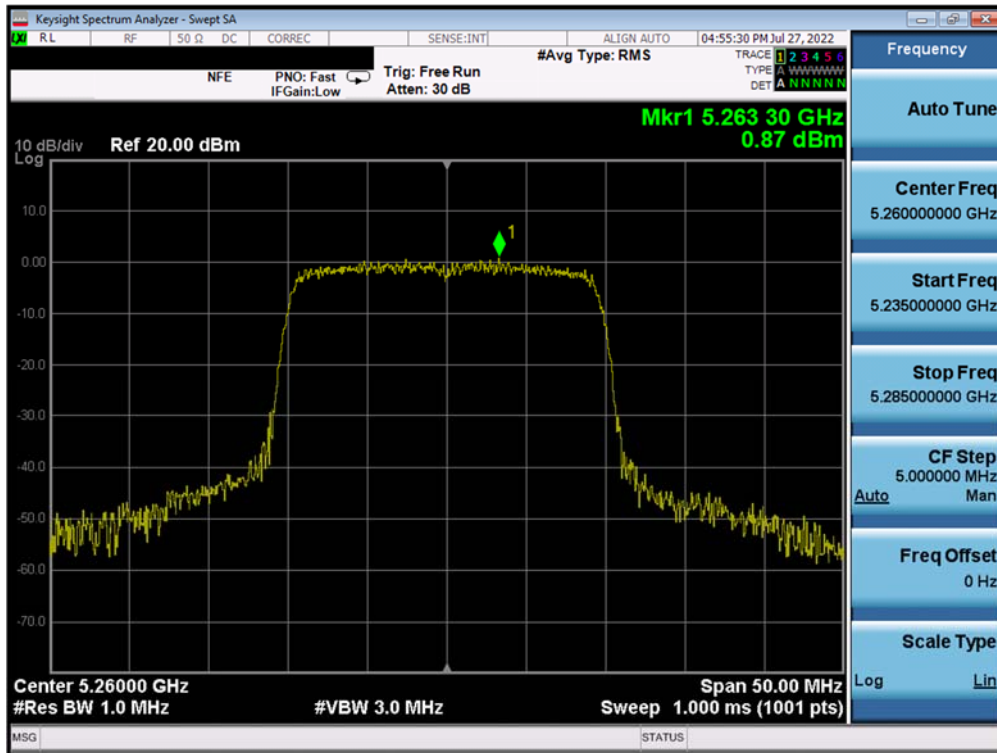 Keysight Spectrum Analyzer - Swept SA
LXI RL RF 50 Ω DC CORREC SENSE:INT ALIGN AUTO 04:55:30 PM Jul 27, 2022
Frequency
NFE PNO: Fast Trig: Free Run #Avg Type: RMS TRACE 1 2 3 4 5 6
IFGain:Low Atten: 30 dB TYPE A WWWWW
DET A N N N N N
Auto Tune
Mkr1 5.263 30 GHz
10 dB/div Ref 20.00 dBm 0.87 dBm
Log
Center Freq
5.260000000 GHz
10.0
1
0.00
Start Freq
5.235000000 GHz
-10.0
-20.0
Stop Freq
5.285000000 GHz
-30.0
-40.0
CF Step
5.000000 MHz
Auto Man
-50.0
Freq Offset
0 Hz
-60.0
-70.0
Scale Type
Log Lin
Center 5.26000 GHz Span 50.00 MHz
#Res BW 1.0 MHz #VBW 3.0 MHz Sweep 1.000 ms (1001 pts)
MSG STATUS